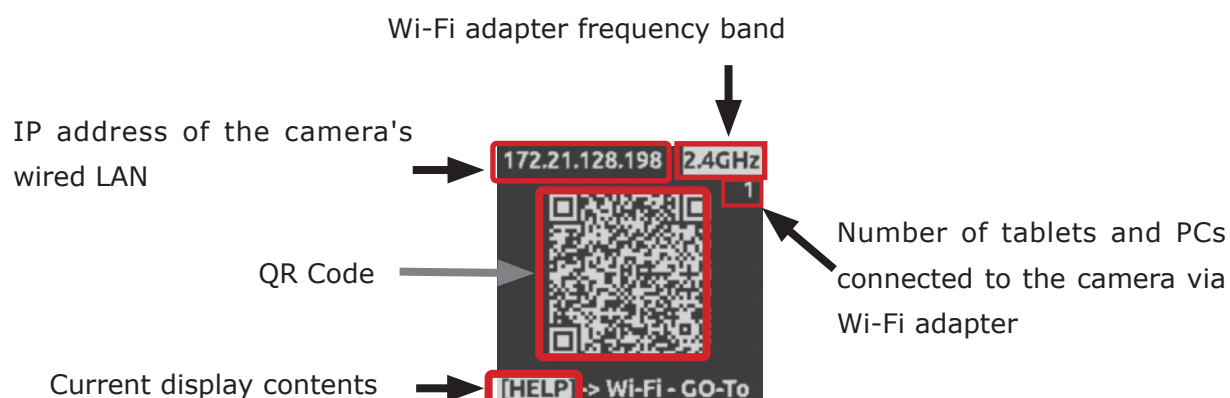 Wi-Fi adapter frequency band
IP address of the camera's
wired LAN
172.21.128.198 2.4GHz
1
QR Code
Number of tablets and PCs
connected to the camera via
Wi-Fi adapter
Current display contents
[HELP]-> Wi-Fi - GO-To